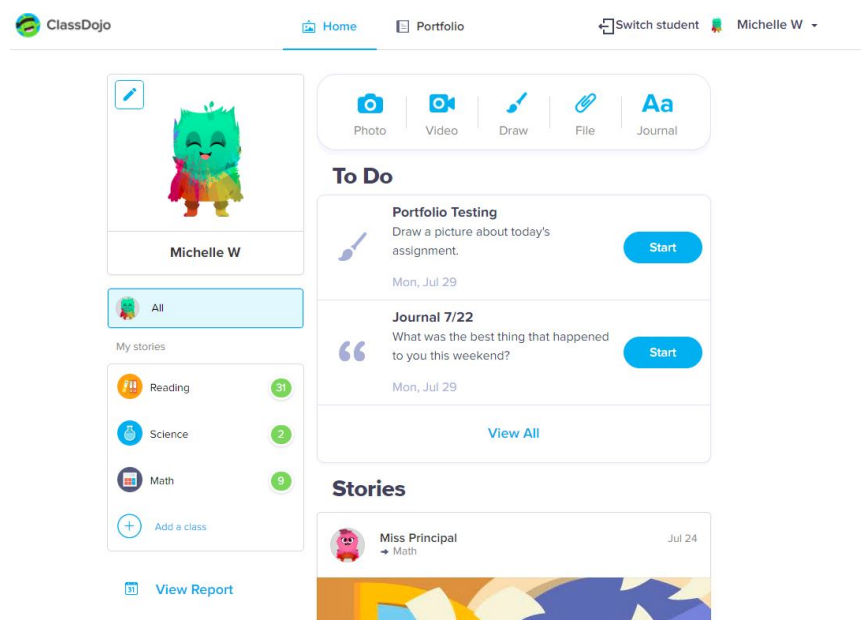 ClassDojo
Home
Portfolio
Switch student
Michelle W
Michelle W
All
My stories
Reading
31
Science
2
Math
9
Add a class
31
View Report
Photo
Video
Draw
File
Aa
Journal
To Do
Portfolio Testing
Draw a picture about today's
assignment.
Mon, Jul 29
Start
Journal 7/22
What was the best thing that happened
to you this weekend?
Mon, Jul 29
Start
View All
Stories
Miss Principal
Jul 24
Math